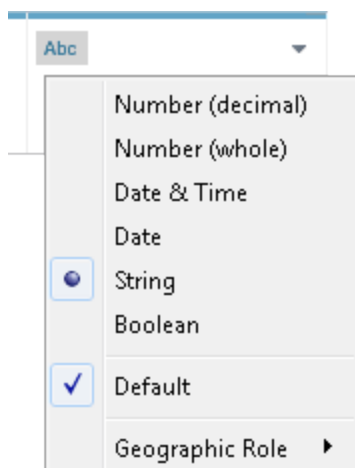 Abc
Number (decimal)
Number (whole)
Date & Time
Date
String
Boolean
Default
Geographic Role